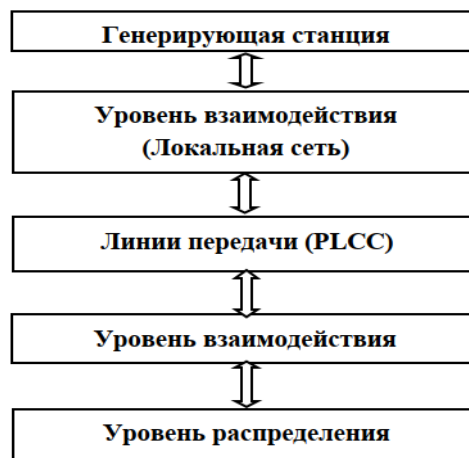 Генерирующая станция
Уровень взаимодействия
(Локальная сеть)
Линии передачи (PLCC)
Уровень взаимодействия
Уровень распределения